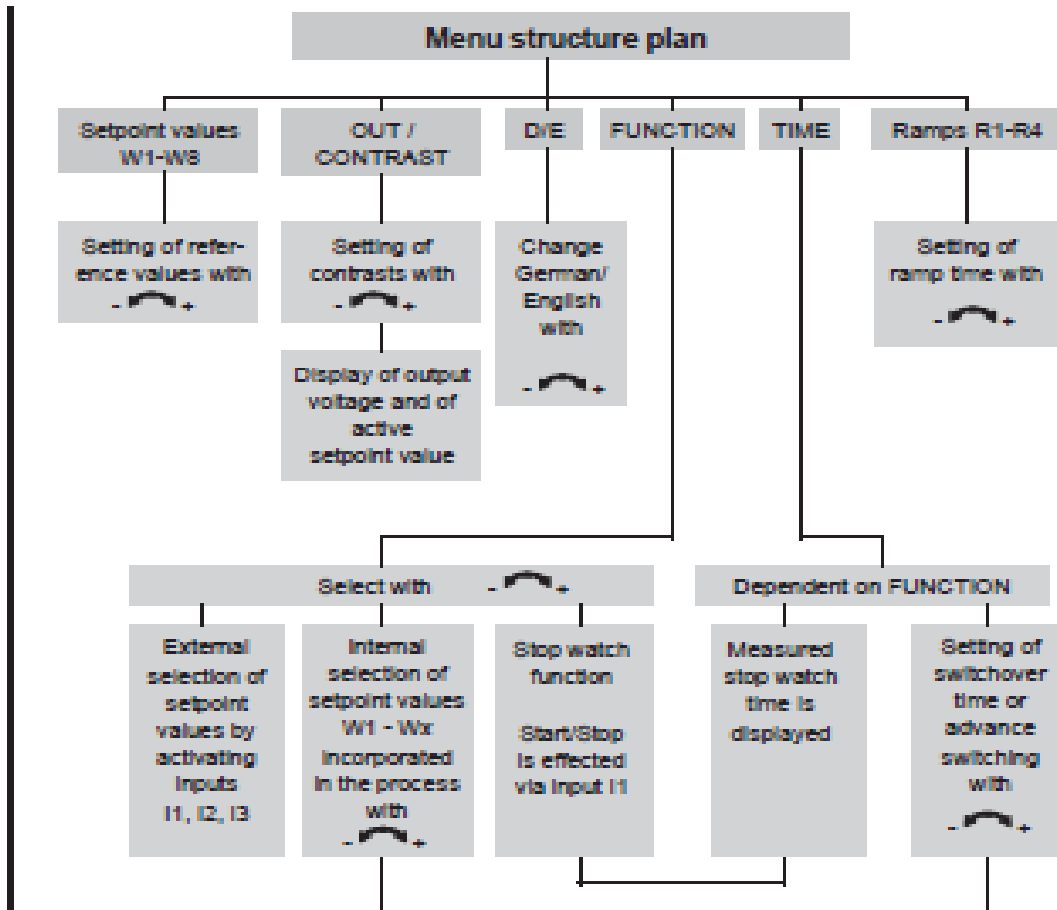 Menu structure plan
Setpoint values
W1-W8
OUT /
CONTRAST
D/E
FUNCTION
TIME
Ramps R1-R4
Setting of refer-
ence values with
- +
Setting of
contrasts with
- +
Change
German/
English
with
- +
Setting of
ramp time with
- +
Display of output
voltage and of
active
setpoint value
Select with - +
Dependent on FUNCTION
External
selection of
setpoint
values by
activating
inputs
I1, I2, I3
Internal
selection of
setpoint values
W1 - Wx
incorporated
in the process
with
- +
Stop watch
function
Start/Stop
is effected
via input I1
Measured
stop watch
time is
displayed
Setting of
switchover
time or
advance
switching
with
- +